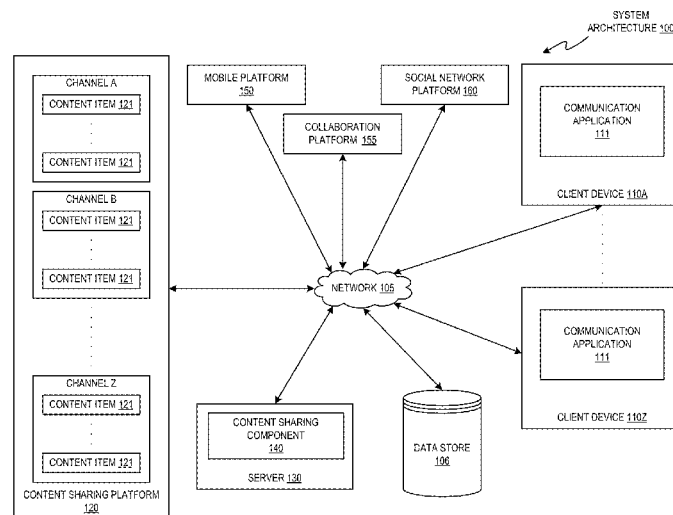 SYSTEM
ARCHITECTURE 100
CHANNEL A
CONTENT ITEM 121
CONTENT ITEM 121
CHANNEL B
CONTENT ITEM 121
CONTENT ITEM 121
CHANNEL Z
CONTENT ITEM 121
CONTENT ITEM 121
CONTENT SHARING PLATFORM
120
MOBILE PLATFORM
150
COLLABORATION
PLATFORM 155
SOCIAL NETWORK
PLATFORM 160
COMMUNICATION
APPLICATION
111
CLIENT DEVICE 110A
NETWORK 105
COMMUNICATION
APPLICATION
111
CLIENT DEVICE 110Z
CONTENT SHARING
COMPONENT
140
SERVER 130
DATA STORE
106